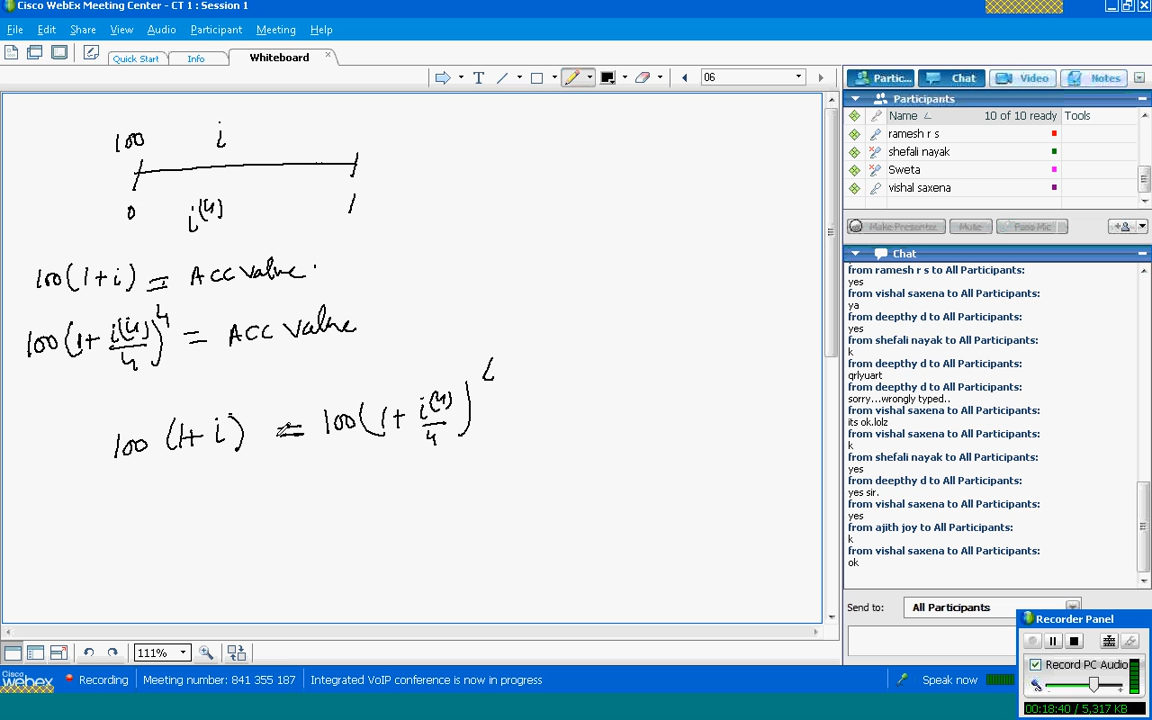 Cisco WebEx Meeting Center - CT 1 : Session 1
File Edit Share View Audio Participant Meeting Help
Quick Start Info Whiteboard
06
100 i
0 i(4) 1
100(1+i) = Acc value.
100(1+ i(4)/4)4 = Acc value
100 (1+ i) = 100(1+ i(4)/4)
Partic... Chat Video Notes
Participants
Name 10 of 10 ready Tools
ramesh r s
shefali nayak
Sweta
vishal saxena
Make Presenter Mute Pass Mic
Chat
from ramesh r s to All Participants:
yes
from vishal saxena to All Participants:
ya
from deepthy d to All Participants:
yes
from shefali nayak to All Participants:
k
from deepthy d to All Participants:
qrlyuart
from deepthy d to All Participants:
sorry...wrongly typed..
from vishal saxena to All Participants:
its ok.lolz
from vishal saxena to All Participants:
k
from shefali nayak to All Participants:
yes
from deepthy d to All Participants:
yes sir.
from vishal saxena to All Participants:
yes
from ajith joy to All Participants:
k
from vishal saxena to All Participants:
ok
Send to: All Participants
Recorder Panel
Record PC Audio
00:18:40 / 5,317 KB
111%
Cisco webex Recording Meeting number: 841 355 187 Integrated VoIP conference is now in progress Speak now